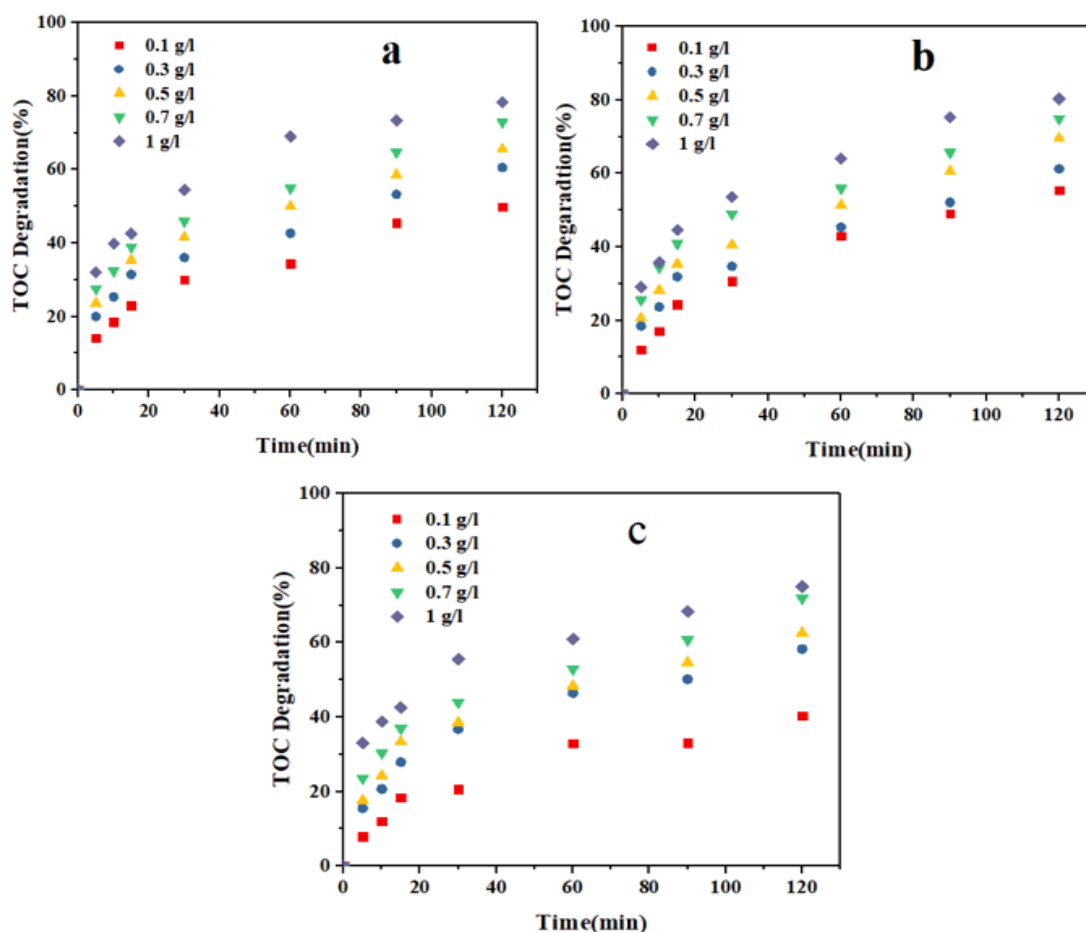 a
100
80
60
40
20
0
TOC Degradation(%)
0.1 g/l
0.3 g/l
0.5 g/l
0.7 g/l
1 g/l
0 20 40 60 80 100 120
Time(min)
b
100
80
60
40
20
0
TOC Degaradtion(%)
0.1 g/l
0.3 g/l
0.5 g/l
0.7 g/l
1 g/l
0 20 40 60 80 100 120
Time(min)
c
100
80
60
40
20
0
TOC Degradation(%)
0.1 g/l
0.3 g/l
0.5 g/l
0.7 g/l
1 g/l
0 20 40 60 80 100 120
Time(min)